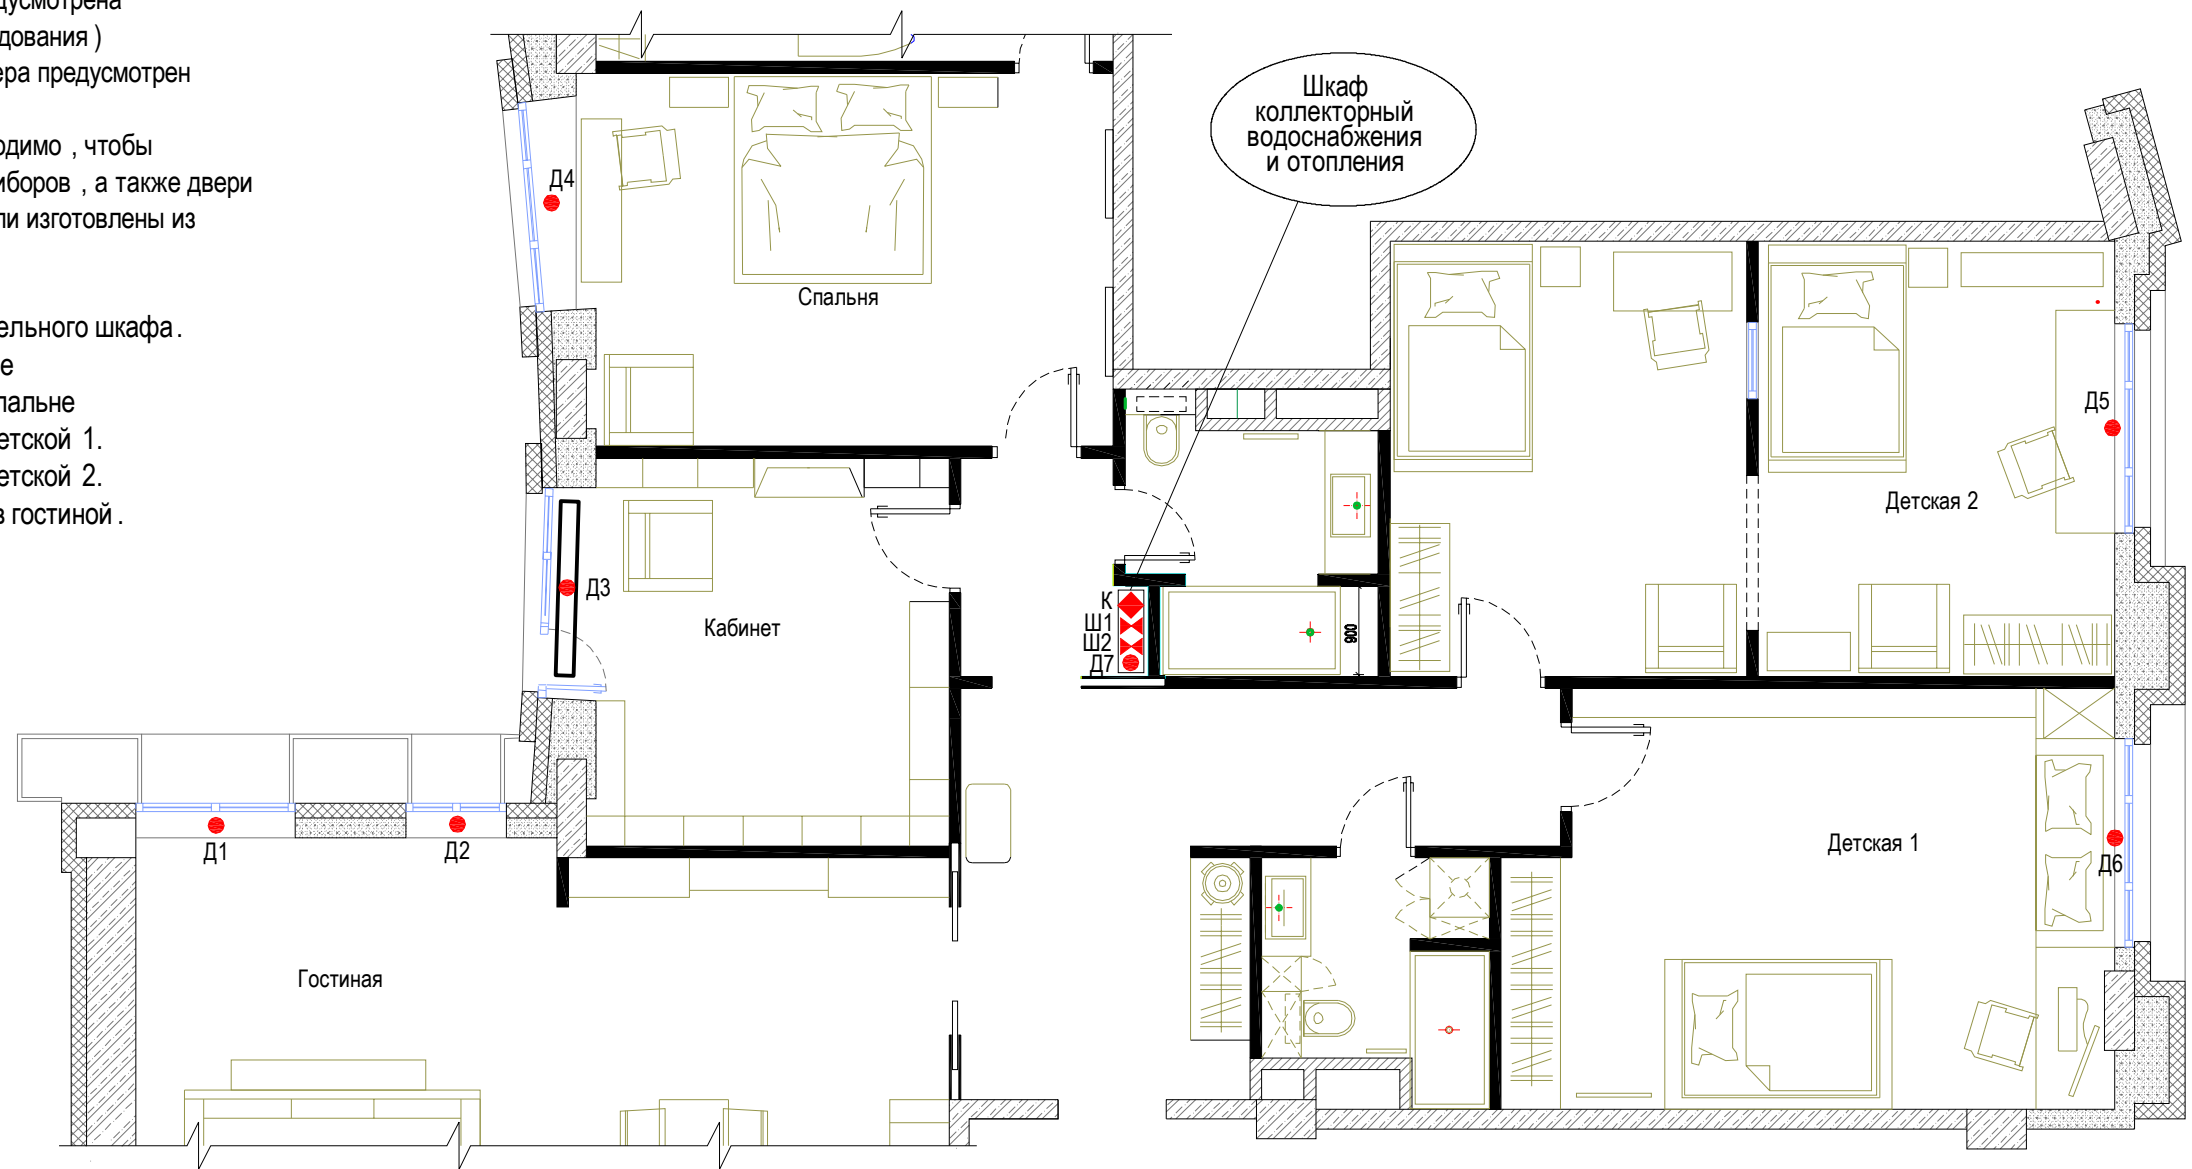 дусмотрена
дования )
ера предусмотрен
одимо , чтобы
иборов , а также двери
ли изготовлены из
ельного шкафа .
е
пальне
етской 1.
етской 2.
в гостиной .
Шкаф
коллекторный
водоснабжения
и отопления
Д4
Спальня
Д5
Детская 2
Д3
Кабинет
К
Ш1
Ш2
Д7
900
Д1
Д2
Детская 1
Д6
Гостиная